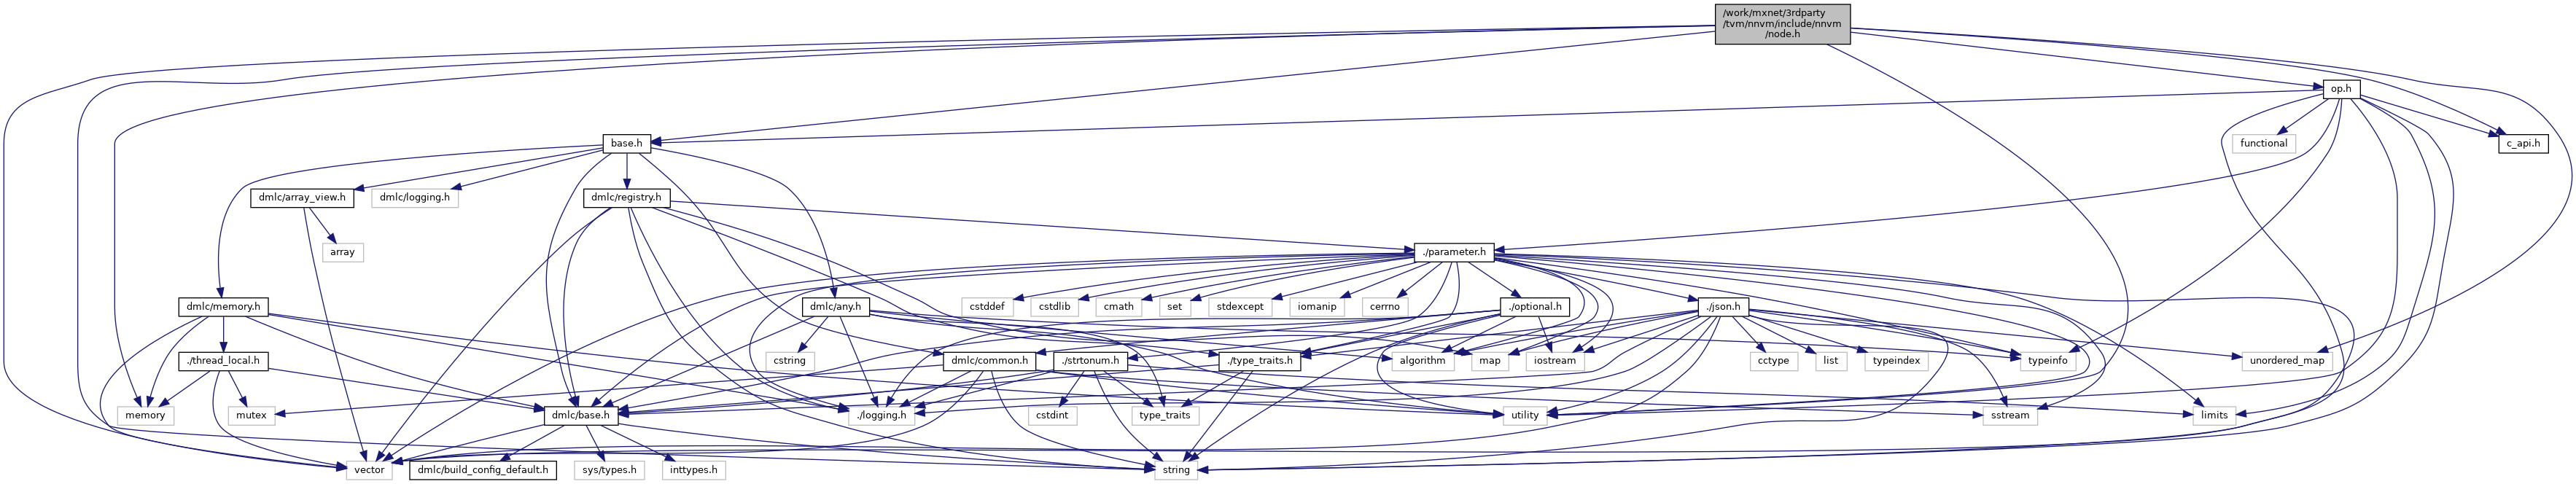 /work/mxnet/3rdparty
/tvm/nnvm/include/nnvm
/node.h
op.h
base.h
functional
c_api.h
dmlc/array_view.h
dmlc/logging.h
dmlc/registry.h
array
./parameter.h
dmlc/memory.h
dmlc/any.h
cstddef
cstdlib
cmath
set
stdexcept
iomanip
cerrno
./optional.h
./json.h
./thread_local.h
cstring
dmlc/common.h
./strtonum.h
./type_traits.h
algorithm
map
iostream
cctype
list
typeindex
typeinfo
unordered_map
memory
mutex
dmlc/base.h
./logging.h
cstdint
type_traits
utility
sstream
limits
vector
dmlc/build_config_default.h
sys/types.h
inttypes.h
string